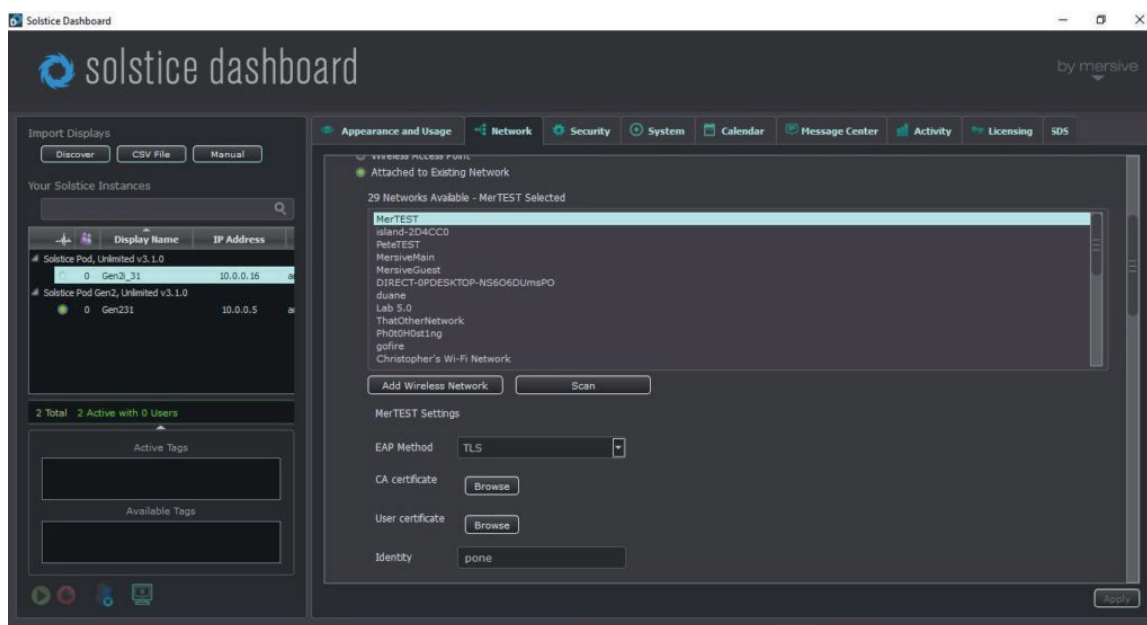 Solstice Dashboard
solstice dashboard
by mersive
Import Displays
Discover CSV File Manual
Your Solstice Instances
Display Name IP Address
Solstice Pod, Unlimited v3.1.0
0 Gen2i_31 10.0.0.16
Solstice Pod Gen2, Unlimited v3.1.0
0 Gen231 10.0.0.5
2 Total 2 Active with 0 Users
Active Tags
Available Tags
Appearance and Usage Network Security System Calendar Message Center Activity Licensing SDS
Wireless Access Point
Attached to Existing Network
29 Networks Available - MerTEST Selected
MerTEST
island-2D4CC0
PeteTEST
MersiveMain
MersiveGuest
DIRECT-0PDESKTOP-NS6O6DUmsPO
duane
Lab 5.0
ThatOtherNetwork
Ph0t0H0st1ng
gofire
Christopher's Wi-Fi Network
Add Wireless Network Scan
MerTEST Settings
EAP Method TLS
CA certificate Browse
User certificate Browse
Identity pone
Apply